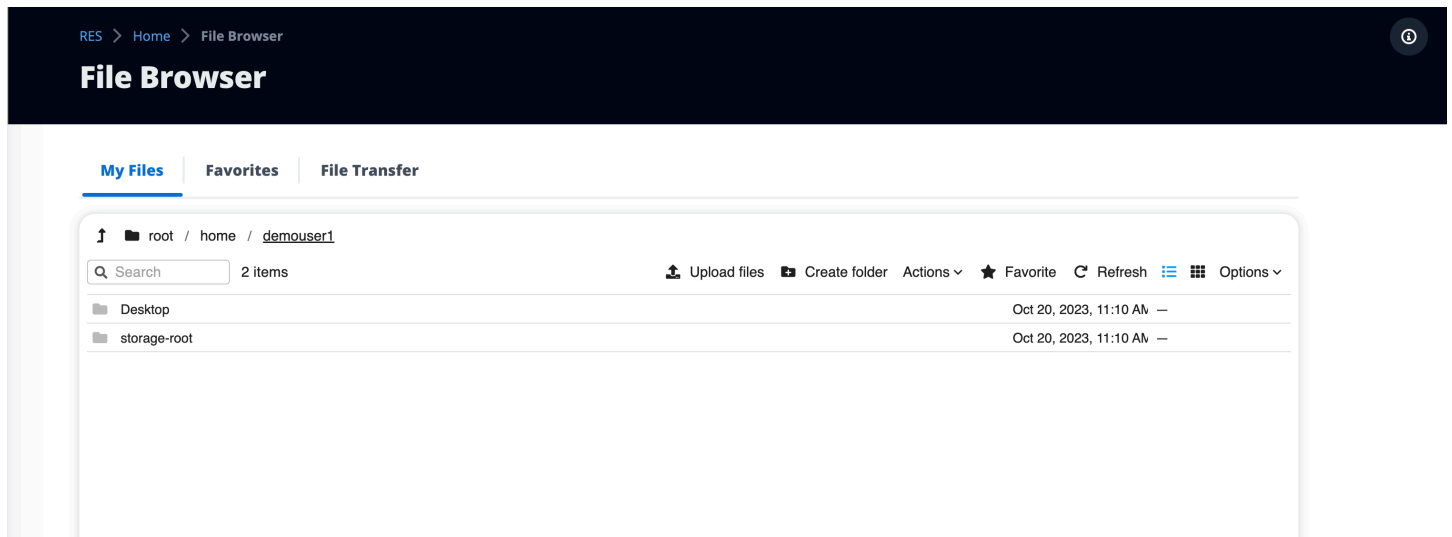 RES > Home > File Browser
File Browser
My Files Favorites File Transfer
root / home / demouser1
Search 2 items Upload files Create folder Actions Favorite Refresh Options
Desktop Oct 20, 2023, 11:10 AM —
storage-root Oct 20, 2023, 11:10 AM —